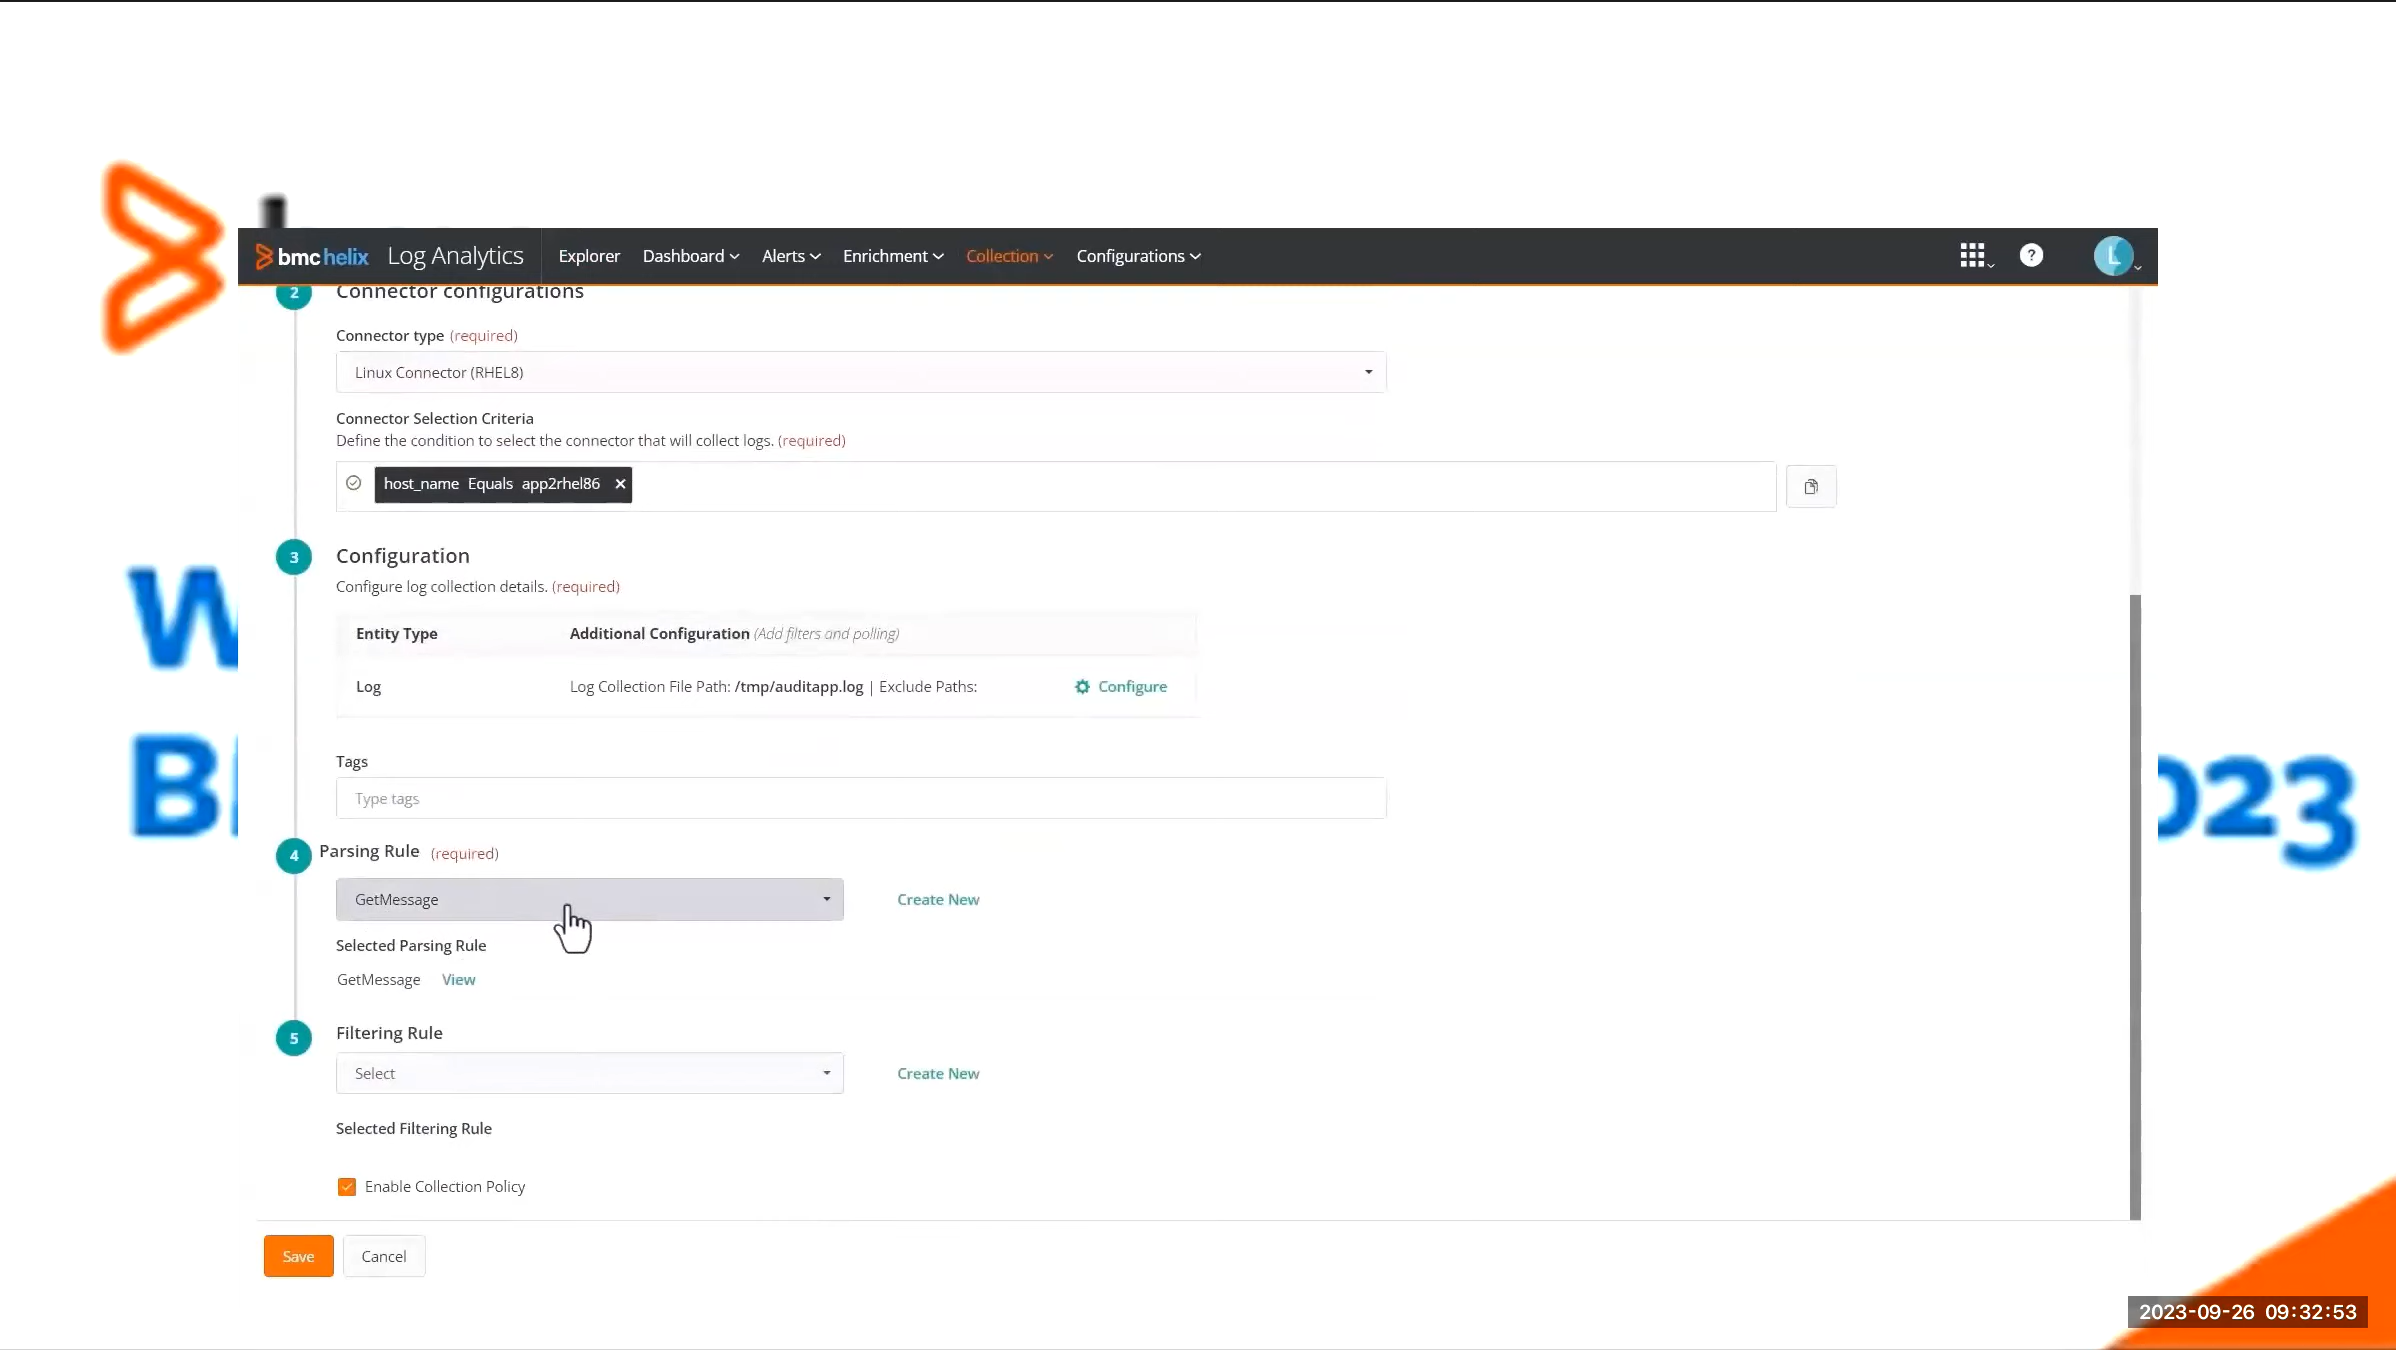 bmc helix Log Analytics Explorer Dashboard Alerts Enrichment Collection Configurations ? L
2 Connector configurations
Connector type (required)
Linux Connector (RHEL8)
Connector Selection Criteria
Define the condition to select the connector that will collect logs. (required)
host_name Equals app2rhel86 ×
3 Configuration
Configure log collection details. (required)
Entity Type Additional Configuration (Add filters and polling)
Log Log Collection File Path: /tmp/auditapp.log | Exclude Paths: Configure
Tags
Type tags
4 Parsing Rule (required)
GetMessage Create New
Selected Parsing Rule
GetMessage View
5 Filtering Rule
Select Create New
Selected Filtering Rule
Enable Collection Policy
Save Cancel
2023-09-26 09:32:53